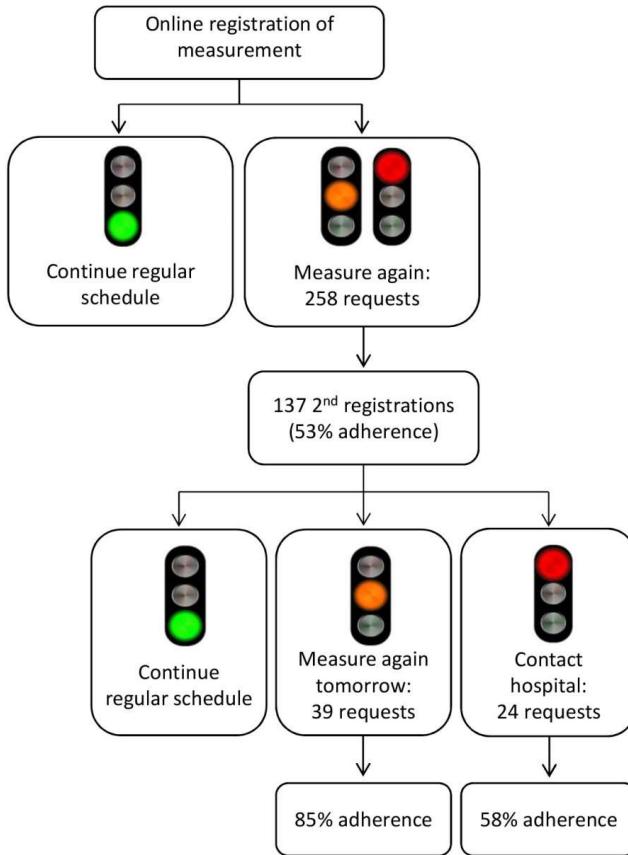 Online registration of
measurement
Continue regular
schedule
Measure again:
258 requests
137 2nd registrations
(53% adherence)
Continue
regular schedule
Measure again
tomorrow:
39 requests
Contact
hospital:
24 requests
85% adherence
58% adherence